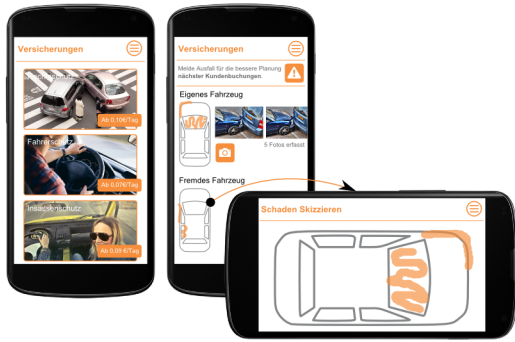 Versicherungen
Ab 0,10€/Tag
Fahrerschutz
Ab 0,07€/Tag
Insassenschutz
Ab 0,09 €/Tag
Versicherungen
Melde Ausfall für die bessere Planung
nächster Kundenbuchungen
Eigenes Fahrzeug
5 Fotos erfasst
Fremdes Fahrzeug
Schaden Skizzieren